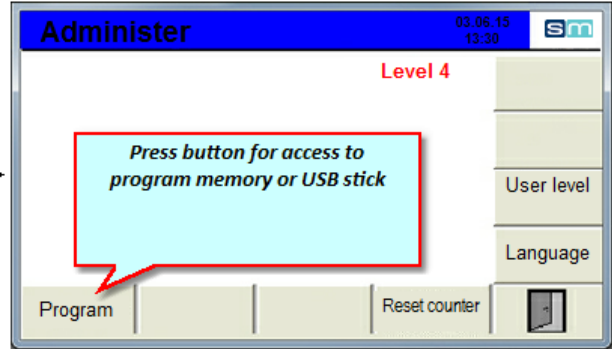 Administer
03.06.15
13:30
sm
Level 4
Press button for access to
program memory or USB stick
User level
Language
Program
Reset counter